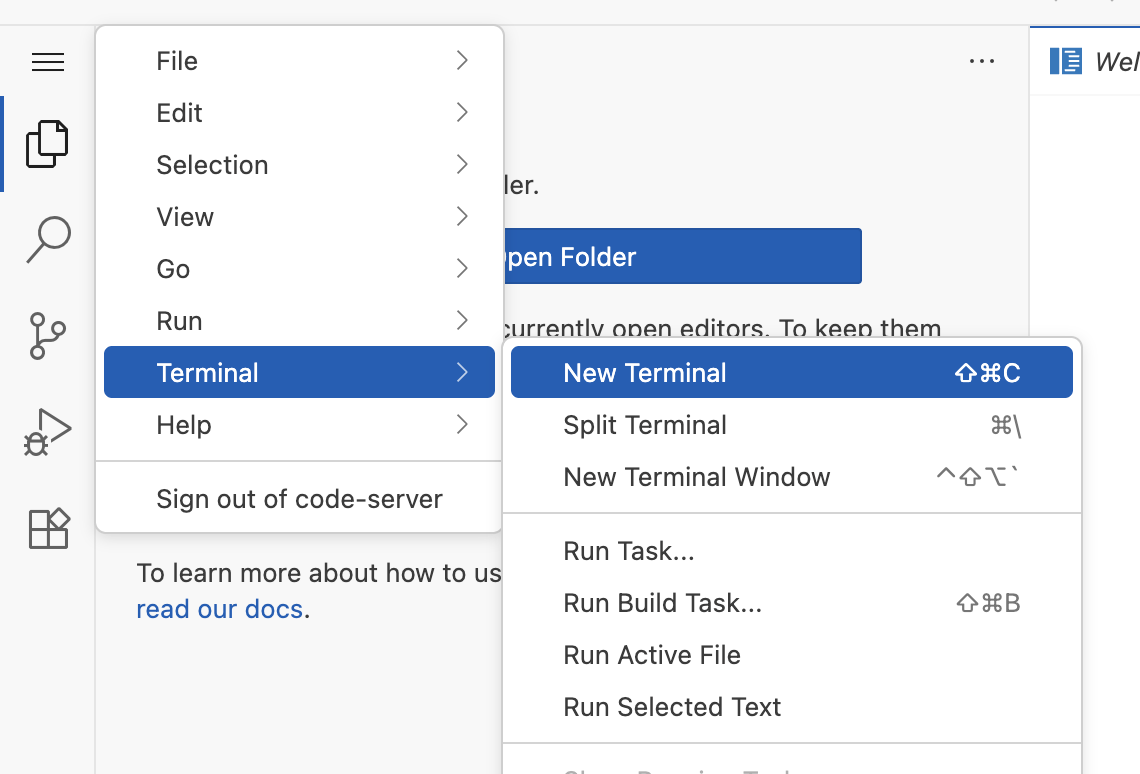 File
Edit
Selection
View
Go
Run
Terminal
Help
Sign out of code-server
...
Wel
ler.
pen Folder
currently open editors. To keep them
New Terminal ⇧⌘C
Split Terminal ⌘\
New Terminal Window ^⇧⌥`
Run Task...
Run Build Task... ⇧⌘B
Run Active File
Run Selected Text
To learn more about how to us
read our docs.